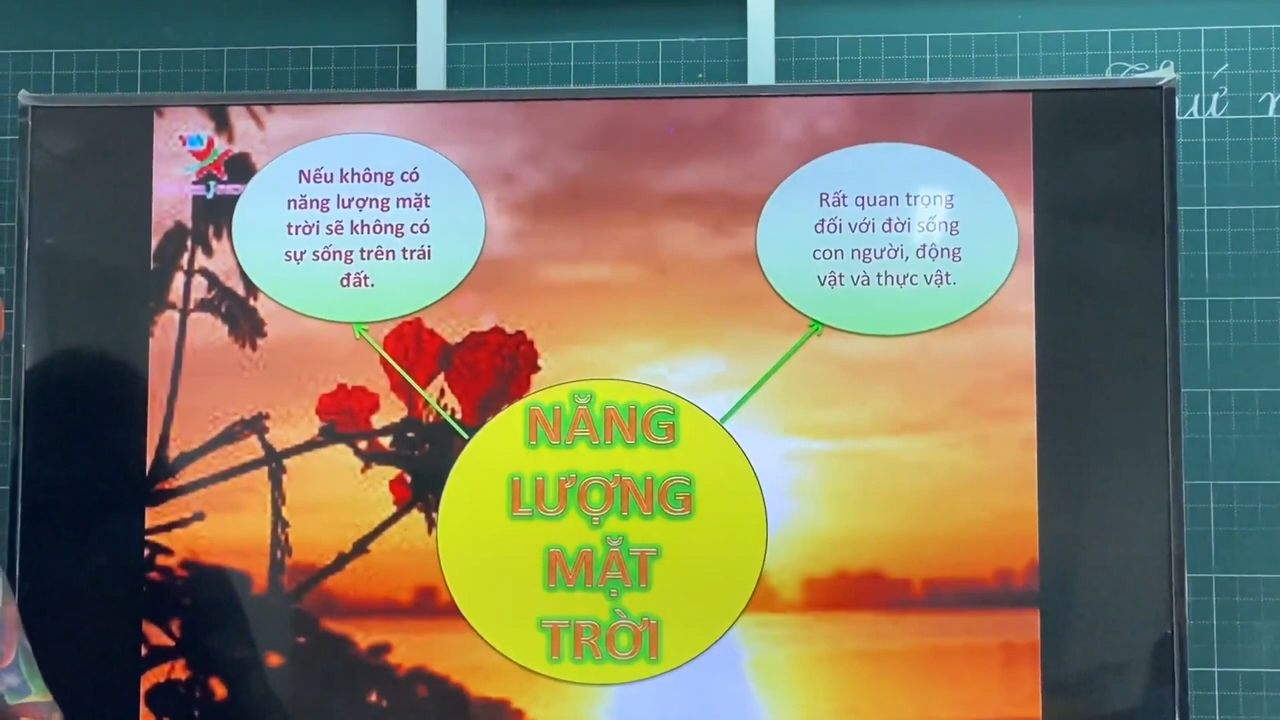 Thứ
Nếu không có
năng lượng mặt
trời sẽ không có
sự sống trên trái
đất.
Rất quan trọng
đối với đời sống
con người, động
vật và thực vật.
NĂNG
LƯỢNG
MẶT
TRỜI